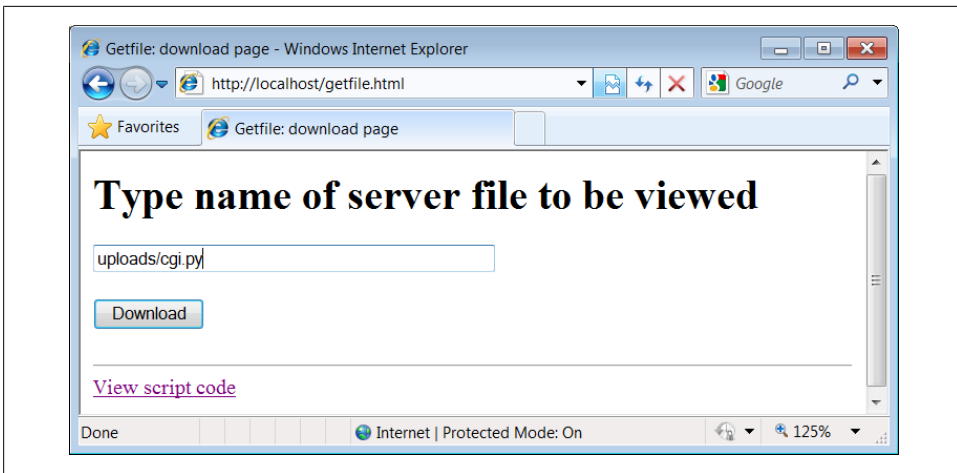 Getfile: download page - Windows Internet Explorer
http://localhost/getfile.html
Google
Favorites
Getfile: download page
Type name of server file to be viewed
uploads/cgi.py
Download
View script code
Done
Internet | Protected Mode: On
125%